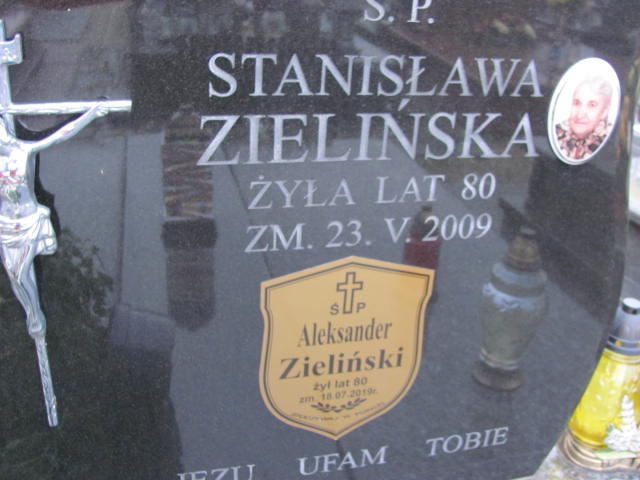 Ś. P.
STANISŁAWA
ZIELIŃSKA
ŻYŁA LAT 80
ZM. 23. V. 2009
Ś P
Aleksander
Zieliński
żył lat 80
zm. 18.07.2019r.
JEZU UFAM TOBIE